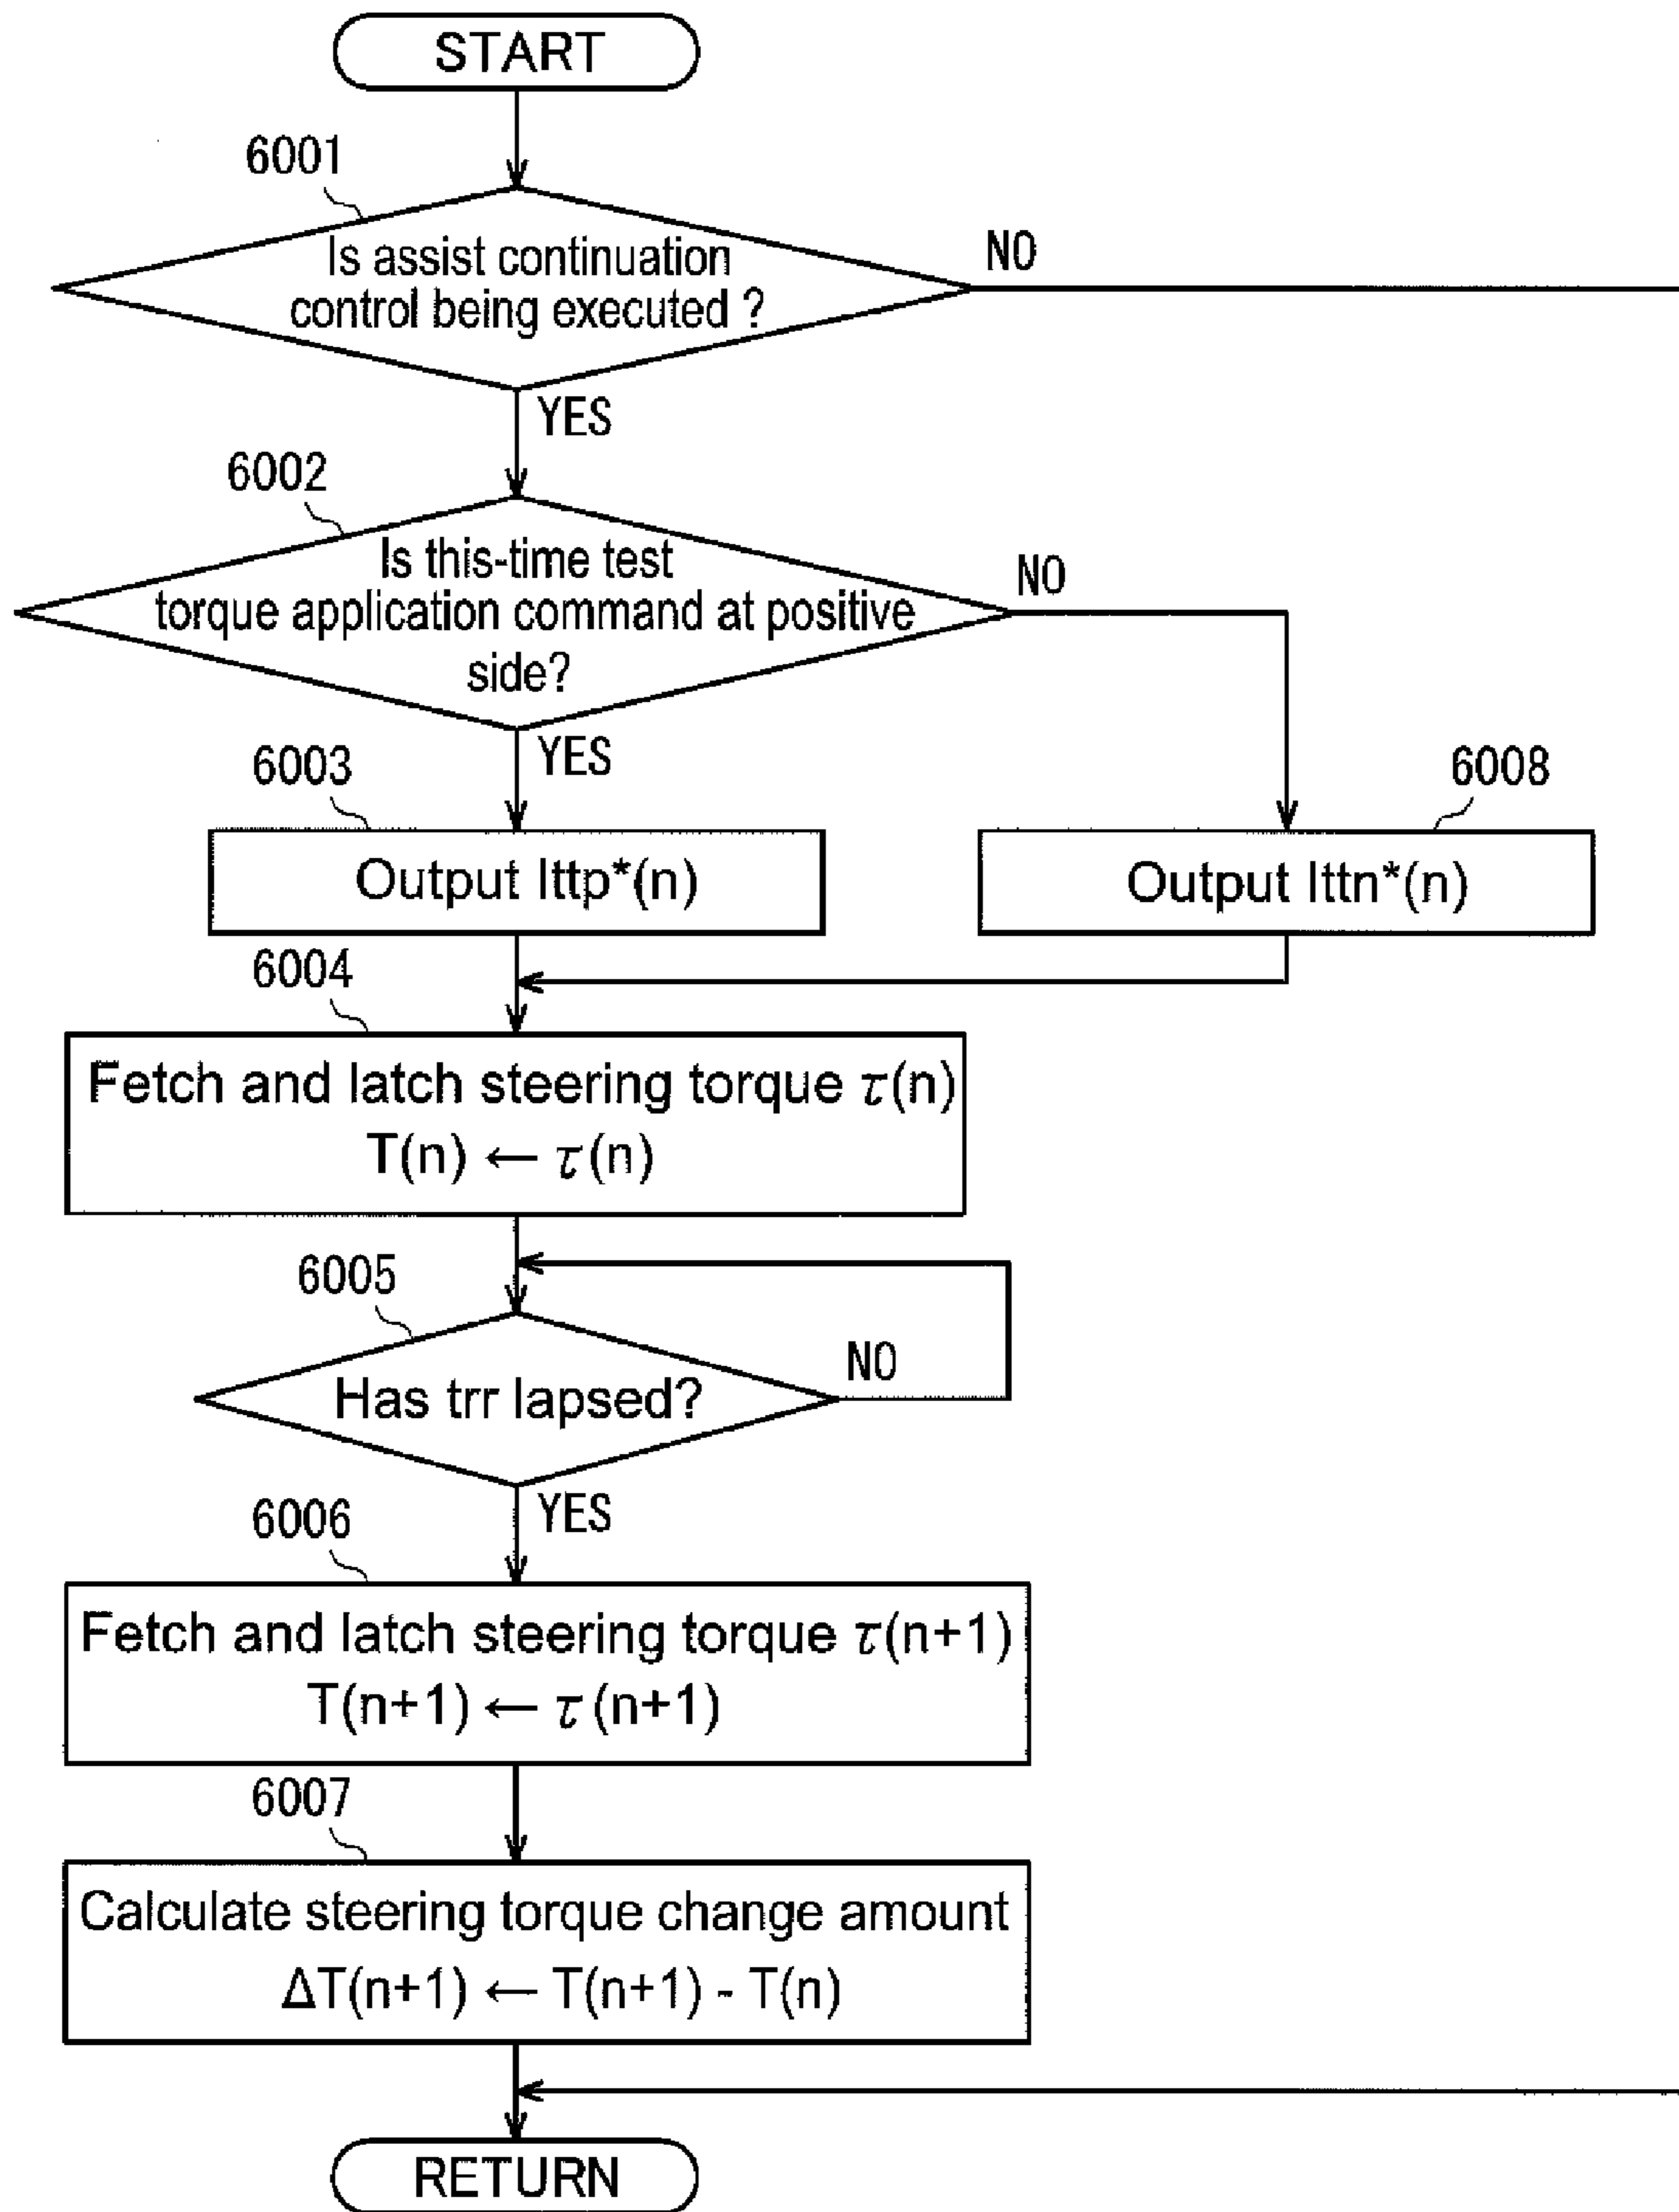 START
6001
Is assist continuation
control being executed ?
NO
YES
6002
Is this-time test
torque application command at positive
side?
NO
YES
6003
Output Ittp*(n)
6008
Output Ittn*(n)
6004
Fetch and latch steering torque τ(n)
T(n) ← τ(n)
6005
Has trr lapsed?
NO
YES
6006
Fetch and latch steering torque τ(n+1)
T(n+1) ← τ(n+1)
6007
Calculate steering torque change amount
ΔT(n+1) ← T(n+1) - T(n)
RETURN